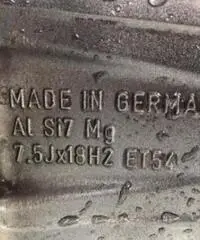 MADE IN GERMA
Al Si7 Mg
7.5Jx18H2 ET54